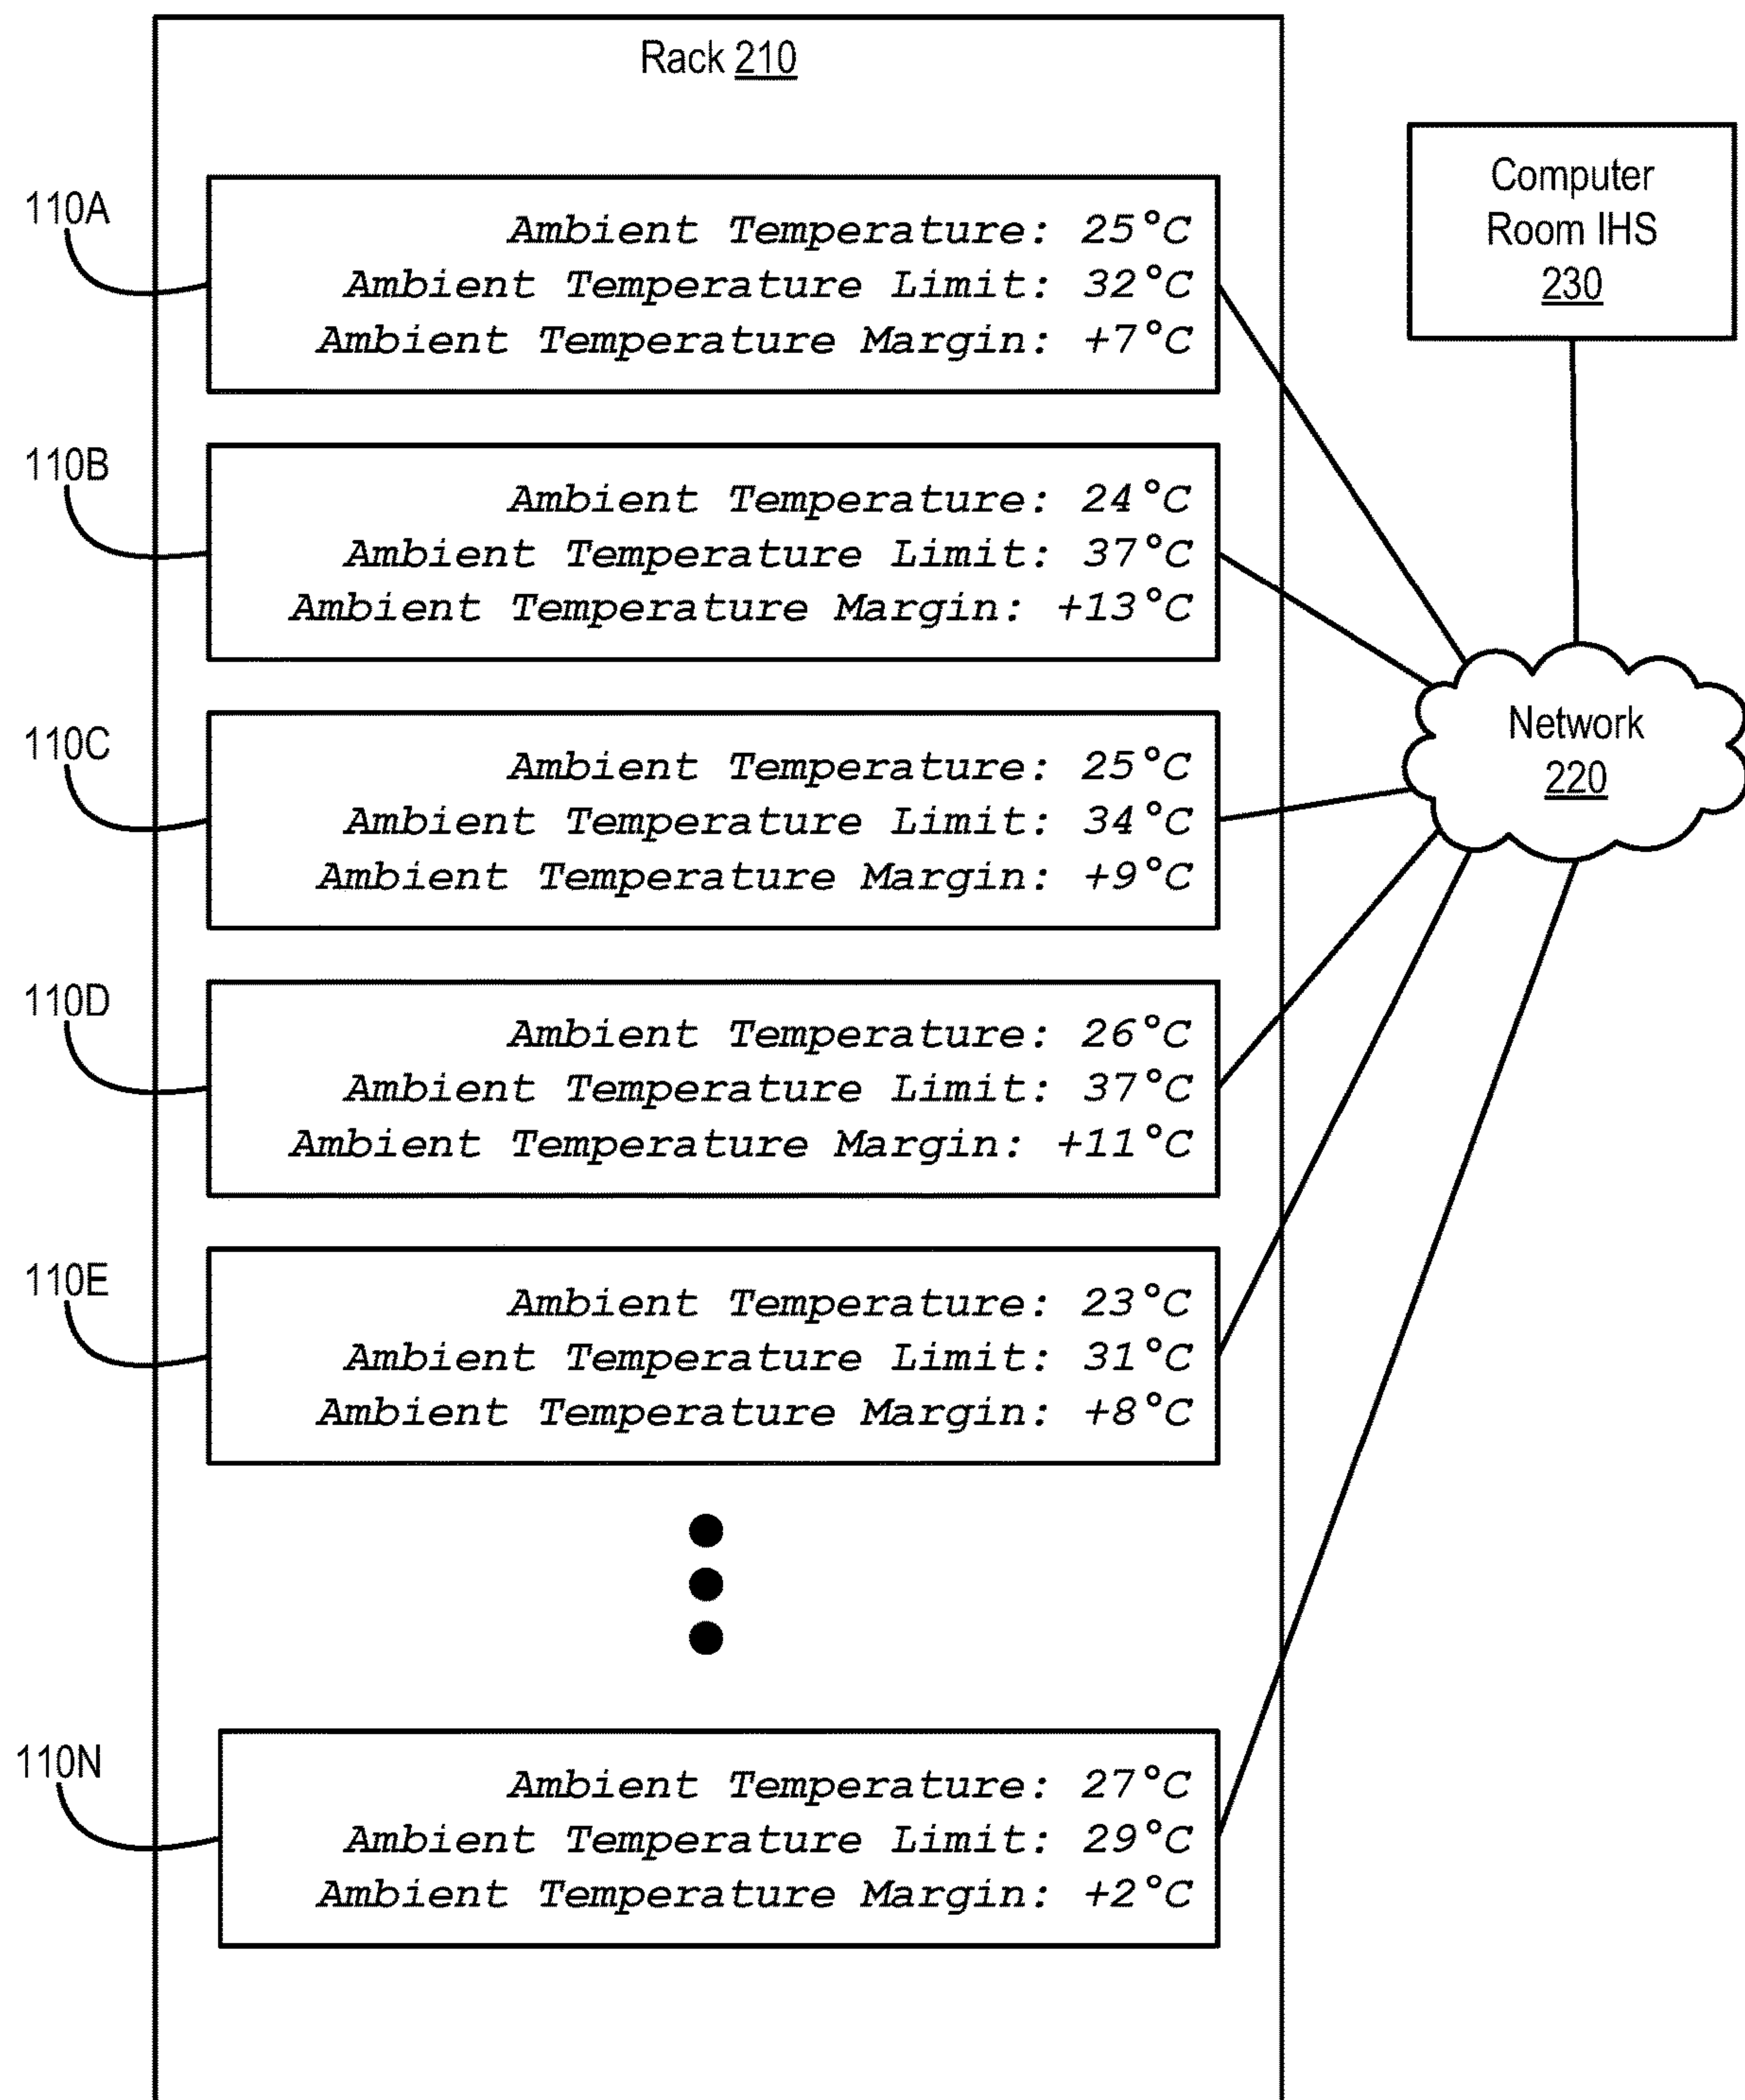 Rack 210
110A
Ambient Temperature: 25°C
Ambient Temperature Limit: 32°C
Ambient Temperature Margin: +7°C
110B
Ambient Temperature: 24°C
Ambient Temperature Limit: 37°C
Ambient Temperature Margin: +13°C
110C
Ambient Temperature: 25°C
Ambient Temperature Limit: 34°C
Ambient Temperature Margin: +9°C
110D
Ambient Temperature: 26°C
Ambient Temperature Limit: 37°C
Ambient Temperature Margin: +11°C
110E
Ambient Temperature: 23°C
Ambient Temperature Limit: 31°C
Ambient Temperature Margin: +8°C
110N
Ambient Temperature: 27°C
Ambient Temperature Limit: 29°C
Ambient Temperature Margin: +2°C
Computer
Room IHS
230
Network
220